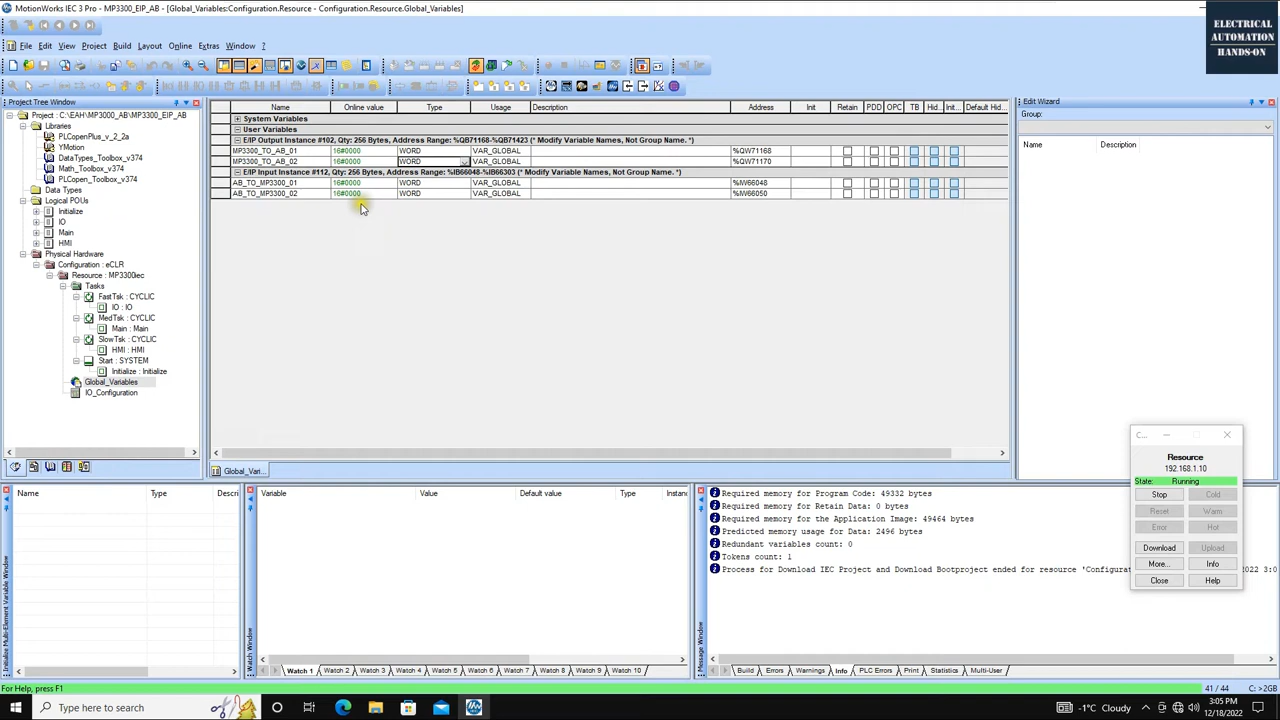 MotionWorks IEC 3 Pro - MP3300_EIP_AB - [Global_Variables:Configuration.Resource - Configuration.Resource.Global_Variables]
ELECTRICAL
AUTOMATION
HANDS-ON
File Edit View Project Build Layout Online Extras Window ?
Project Tree Window
Project : C:\EAH\MP3000_AB\MP3300_EIP_AB
Libraries
PLCopenPlus_v_2_2a
YMotion
DataTypes_Toolbox_v374
Math_Toolbox_v374
PLCopen_Toolbox_v374
Data Types
Logical POUs
Initialize
IO
Main
HMI
Physical Hardware
Configuration : eCLR
Resource : MP3300iec
Tasks
FastTsk : CYCLIC
IO : IO
MedTsk : CYCLIC
Main : Main
SlowTsk : CYCLIC
HMI : HMI
Start : SYSTEM
Initialize : Initialize
Global_Variables
IO_Configuration
Name Online value Type Usage Description Address Init Retain PDD OPC TB Hid... Init... Default Hid...
System Variables
User Variables
E/IP Output Instance #102, Qty: 256 Bytes, Address Range: %QB71168-%QB71423 (* Modify Variable Names, Not Group Name. *)
MP3300_TO_AB_01 16#0000 WORD VAR_GLOBAL %QW71168
MP3300_TO_AB_02 16#0000 WORD VAR_GLOBAL %QW71170
E/IP Input Instance #112, Qty: 256 Bytes, Address Range: %IB66048-%IB66303 (* Modify Variable Names, Not Group Name. *)
AB_TO_MP3300_01 16#0000 WORD VAR_GLOBAL %IW66048
AB_TO_MP3300_02 16#0000 WORD VAR_GLOBAL %IW66050
Global_Vari...
Edit Wizard
Group:
Name Description
C...
Resource
192.168.1.10
State: Running
Stop Cold
Reset Warm
Error Hot
Download Upload
More... Info
Close Help
Initialize Multi-Element Variable Window
Name Type Descri
Watch Window
Variable Value Default value Type Instanc
Watch 1 Watch 2 Watch 3 Watch 4 Watch 5 Watch 6 Watch 7 Watch 8 Watch 9 Watch 10
Message Window
Required memory for Program Code: 49332 bytes
Required memory for Retain Data: 0 bytes
Required memory for the Application Image: 49464 bytes
Predicted memory usage for Data: 2496 bytes
Redundant variables count: 0
Tokens count: 1
Process for Download IEC Project and Download Bootproject ended for resource 'Configurat 2022 3:0
Build Errors Warnings Info PLC Errors Print Statistics Multi-User
For Help, press F1
41 / 44 C: >2GB
Type here to search
-1°C Cloudy
3:05 PM
12/18/2022